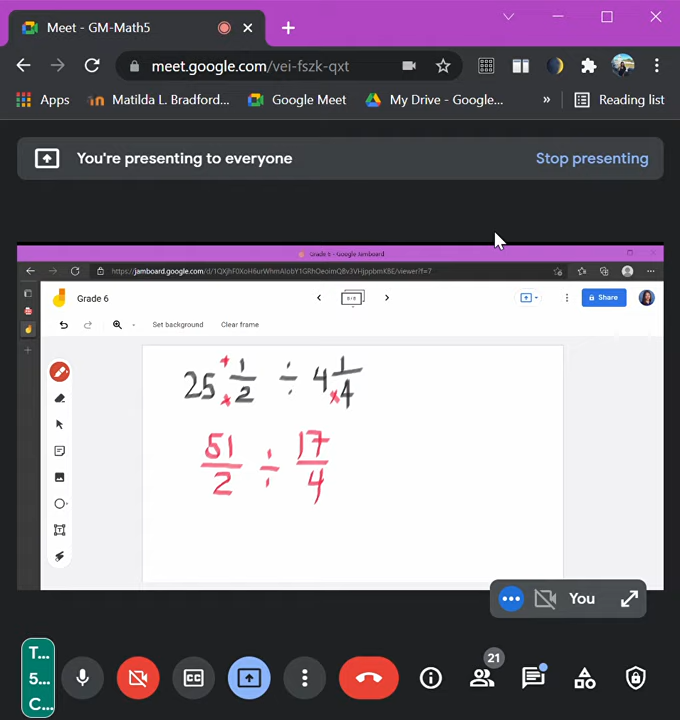 Meet - GM-Math5
meet.google.com/vei-fszk-qxt
Apps
Matilda L. Bradford...
Google Meet
My Drive - Google...
»
Reading list
You're presenting to everyone
Stop presenting
Grade 6 - Google Jamboard
Grade 6
Share
Set background
Clear frame
25 + 1/2 ÷ 4 1/4
× ×
51/2 ÷ 17/4
You
T...
5...
C...
CC
21